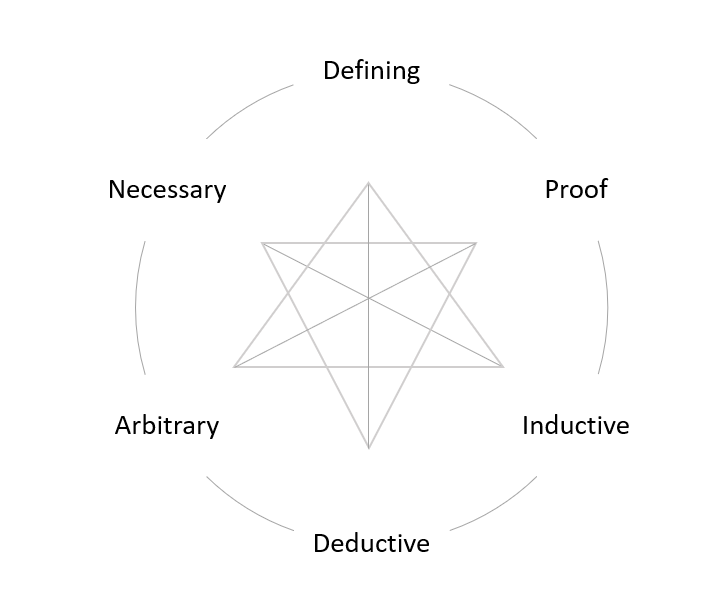 Defining
Necessary
Proof
Arbitrary
Inductive
Deductive